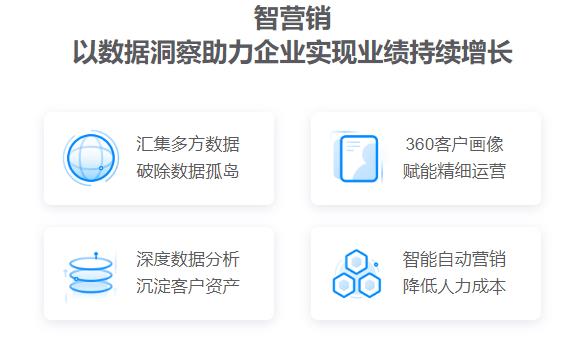 智营销
以数据洞察助力企业实现业绩持续增长
汇集多方数据
破除数据孤岛
360客户画像
赋能精细运营
深度数据分析
沉淀客户资产
智能自动营销
降低人力成本